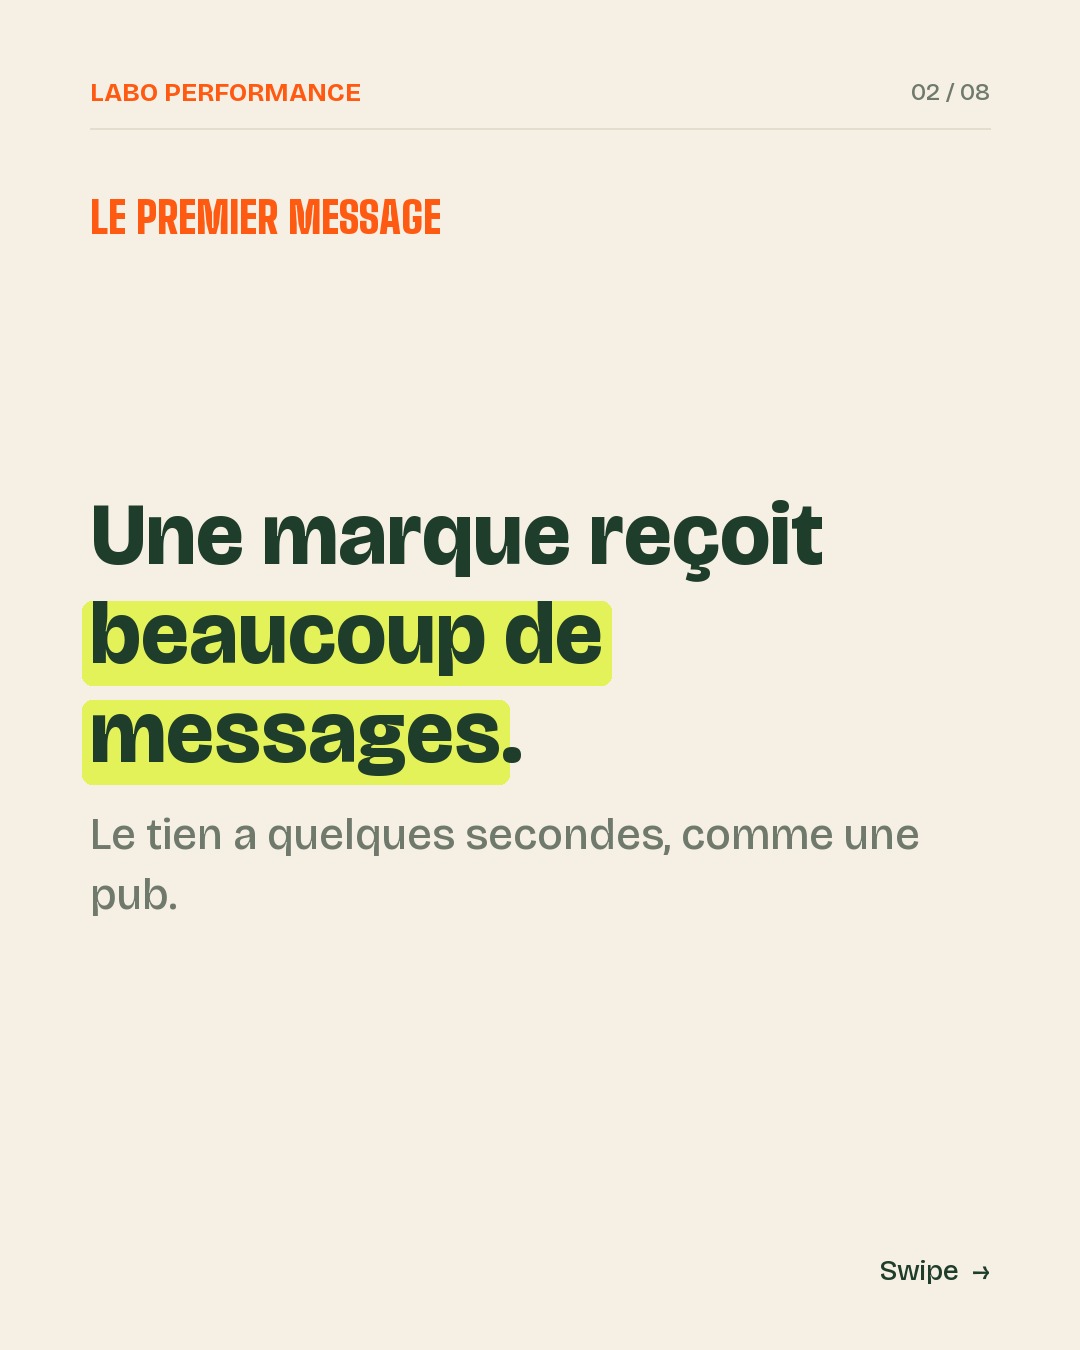 LABO PERFORMANCE
02 / 08
LE PREMIER MESSAGE
Une marque reçoit
beaucoup de
messages.
Le tien a quelques secondes, comme une
pub.
Swipe →